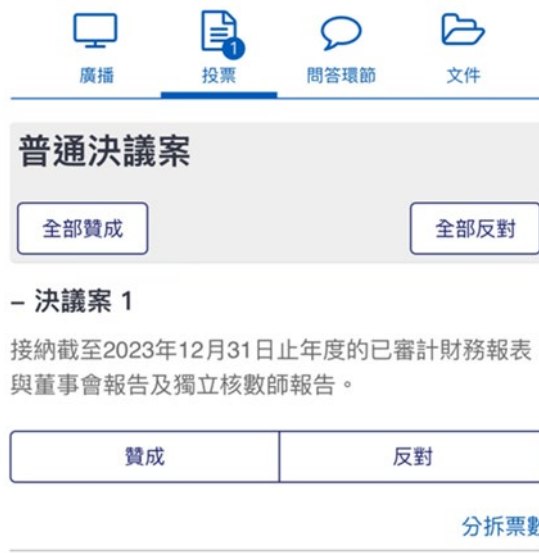 1
廣播 投票 問答環節 文件
普通決議案
全部贊成 全部反對
– 決議案 1
接納截至2023年12月31日止年度的已審計財務報表
與董事會報告及獨立核數師報告。
贊成 反對
分拆票數